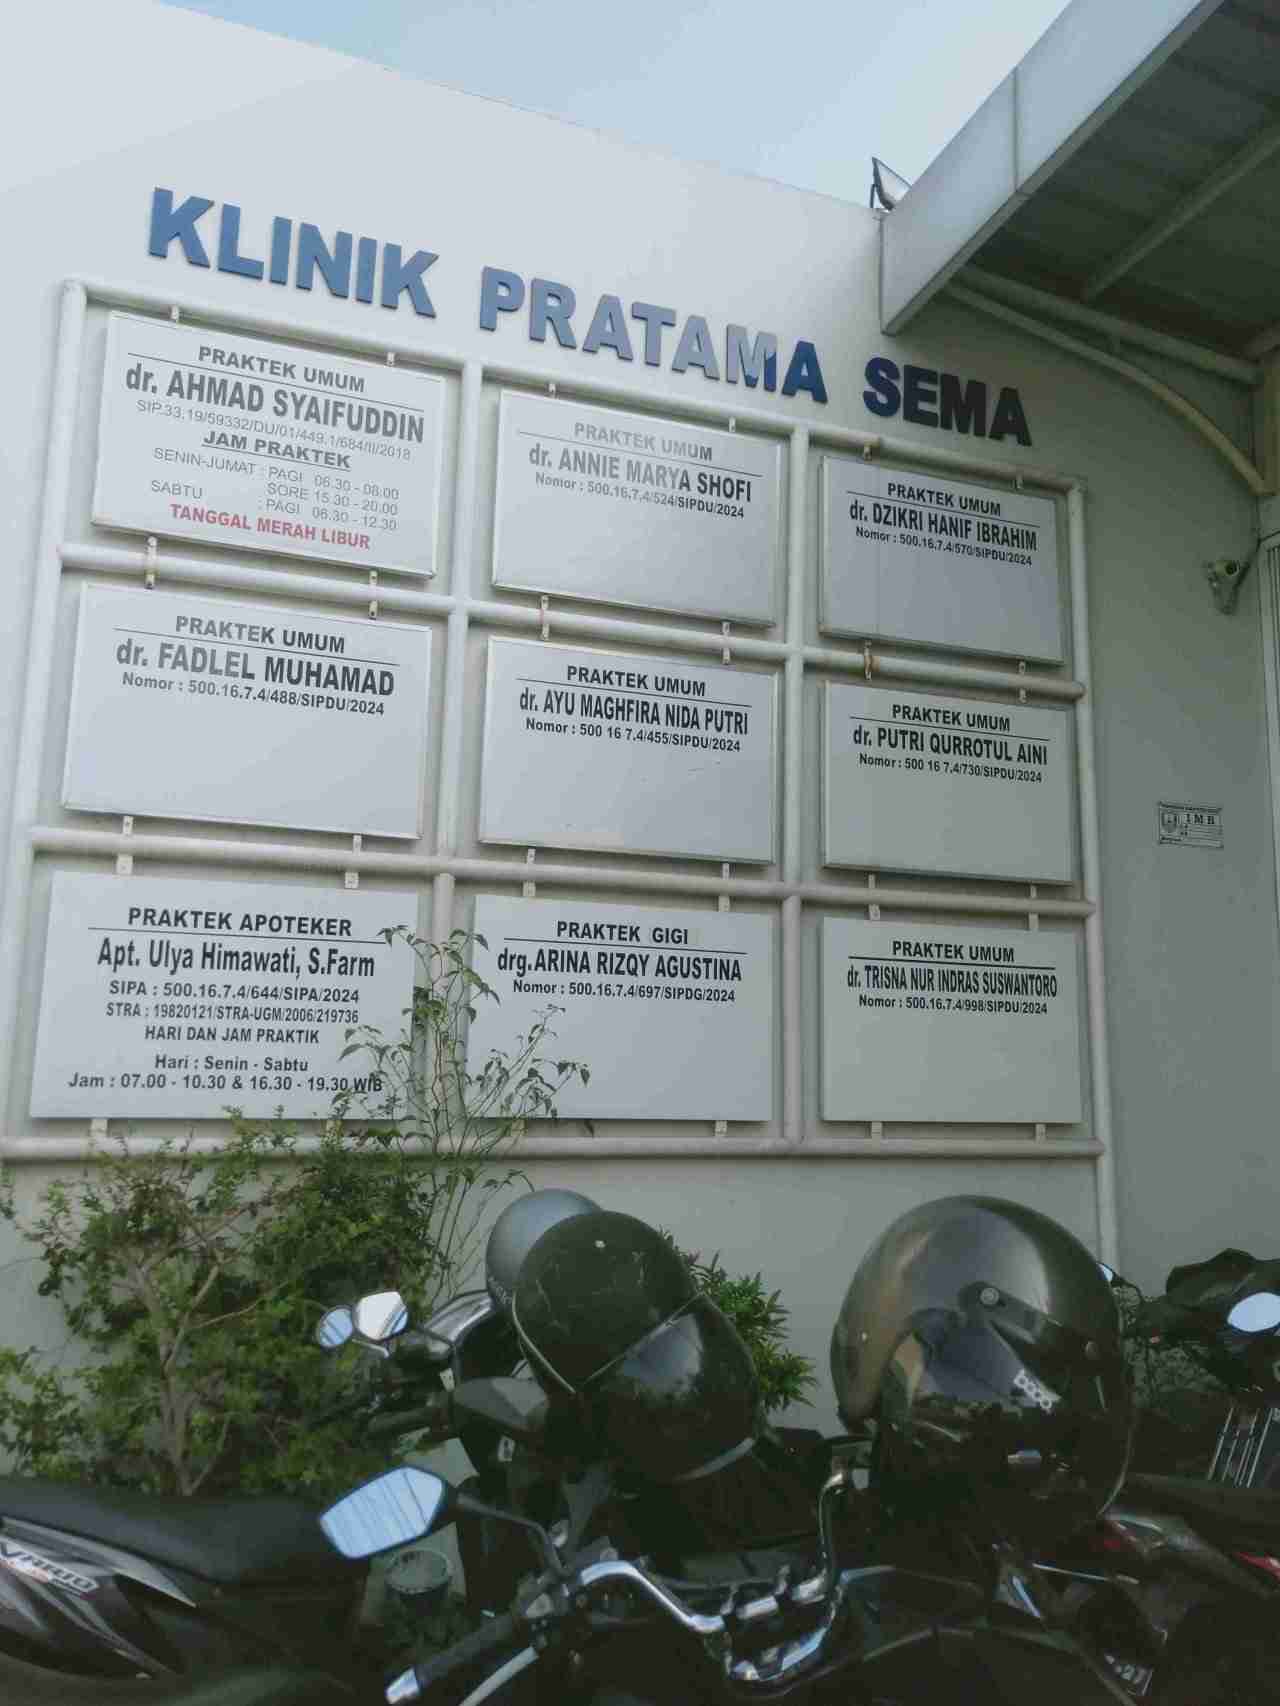 KLINIK PRATAMA SEMA
PRAKTEK UMUM
dr. AHMAD SYAIFUDDIN
SIP.33.19/59332/DU/01/449.1/684/II/2018
JAM PRAKTEK
SENIN-JUMAT : PAGI 06.30 - 08.00
SORE 15.30 - 20.00
SABTU : PAGI 06.30 - 12.30
TANGGAL MERAH LIBUR
PRAKTEK UMUM
dr. ANNIE MARYA SHOFI
Nomor : 500.16.7.4/524/SIPDU/2024
PRAKTEK UMUM
dr. DZIKRI HANIF IBRAHIM
Nomor : 500.16.7.4/570/SIPDU/2024
PRAKTEK UMUM
dr. FADLEL MUHAMAD
Nomor : 500.16.7.4/488/SIPDU/2024
PRAKTEK UMUM
dr. AYU MAGHFIRA NIDA PUTRI
Nomor : 500 16 7.4/455/SIPDU/2024
PRAKTEK UMUM
dr. PUTRI QURROTUL AINI
Nomor : 500 16 7.4/730/SIPDU/2024
PRAKTEK APOTEKER
Apt. Ulya Himawati, S.Farm
SIPA : 500.16.7.4/644/SIPA/2024
STRA : 19820121/STRA-UGM/2006/219736
HARI DAN JAM PRAKTIK
Hari : Senin - Sabtu
Jam : 07.00 - 10.30 & 16.30 - 19.30 WIB
PRAKTEK GIGI
drg. ARINA RIZQY AGUSTINA
Nomor : 500.16.7.4/697/SIPDG/2024
PRAKTEK UMUM
dr. TRISNA NUR INDRAS SUSWANTORO
Nomor : 500.16.7.4/998/SIPDU/2024
IMB
bogo
VARIO